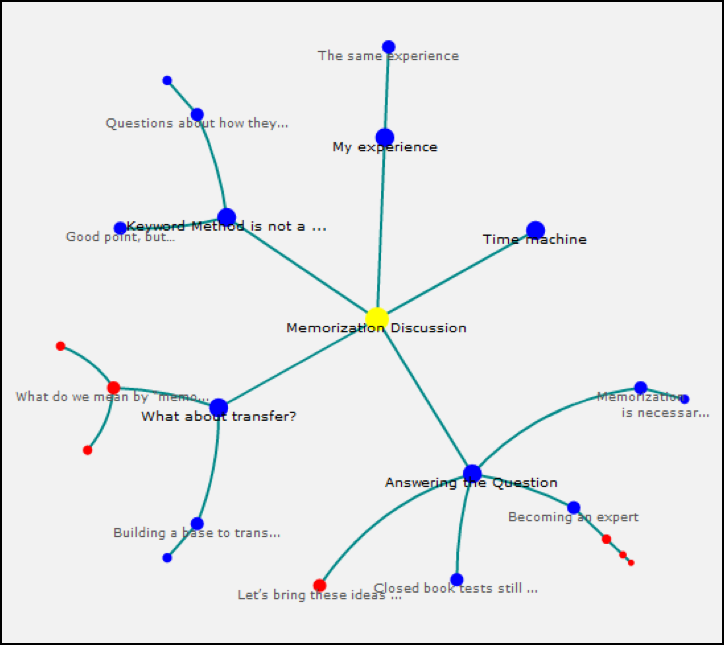 The same experience
Questions about how they...
My experience
Keyword Method is not a ...
Good point, but...
Time machine
Memorization Discussion
What do we mean by "memo...
What about transfer?
Memorization
is necessar...
Answering the Question
Becoming an expert
Building a base to trans...
Let's bring these ideas ...
Closed book tests still ...